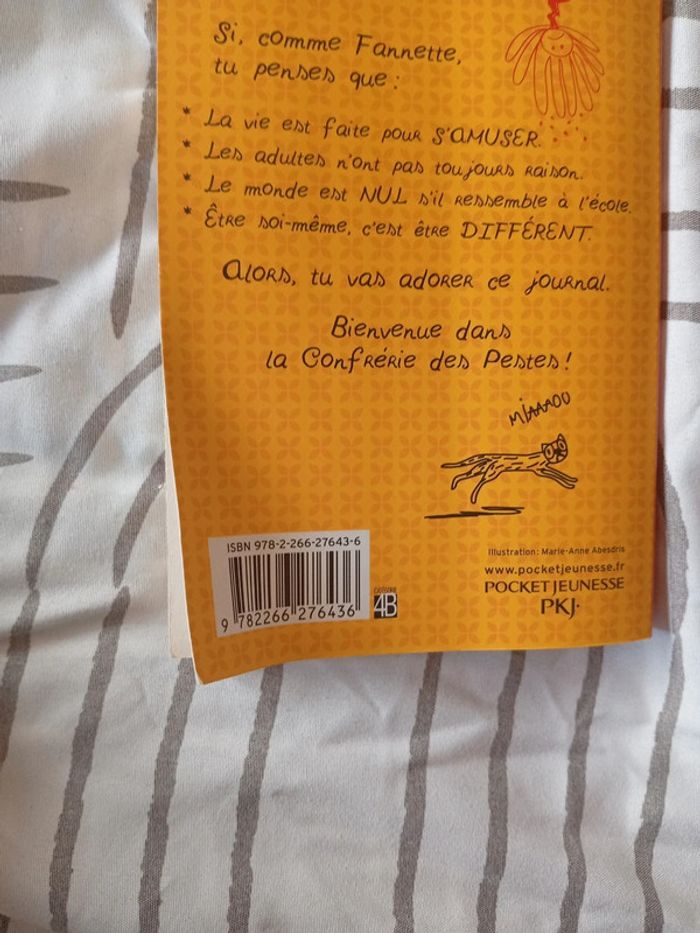 Si, comme Fannette,
tu penses que :
* La vie est faite pour S'AMUSER.
* Les adultes n'ont pas toujours raison.
* Le monde est NUL s'il ressemble à l'école.
* Être soi-même, c'est être DIFFÉRENT.
Alors, tu vas adorer ce journal.
Bienvenue dans
la Confrérie des Pestes !
MIAAAOU
ISBN 978-2-266-27643-6
9 782266 276436
CATÉGORIE
4B
Illustration : Marie-Anne Abesdris
www.pocketjeunesse.fr
POCKET JEUNESSE
PKJ·